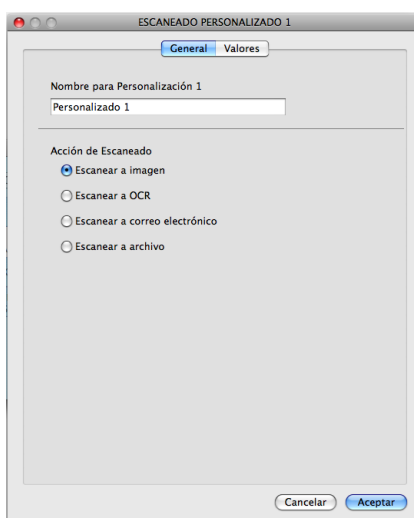 ESCANEADO PERSONALIZADO 1
General Valores
Nombre para Personalización 1
Personalizado 1
Acción de Escaneado
Escanear a imagen
Escanear a OCR
Escanear a correo electrónico
Escanear a archivo
Cancelar Aceptar